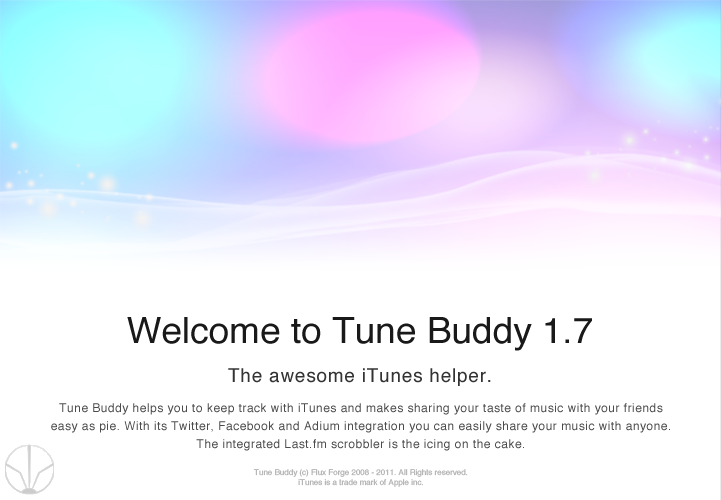 Welcome to Tune Buddy 1.7
The awesome iTunes helper.
Tune Buddy helps you to keep track with iTunes and makes sharing your taste of music with your friends
easy as pie. With its Twitter, Facebook and Adium integration you can easily share your music with anyone.
The integrated Last.fm scrobbler is the icing on the cake.
Tune Buddy (c) Flux Forge 2008 - 2011. All Rights reserved.
iTunes is a trade mark of Apple inc.